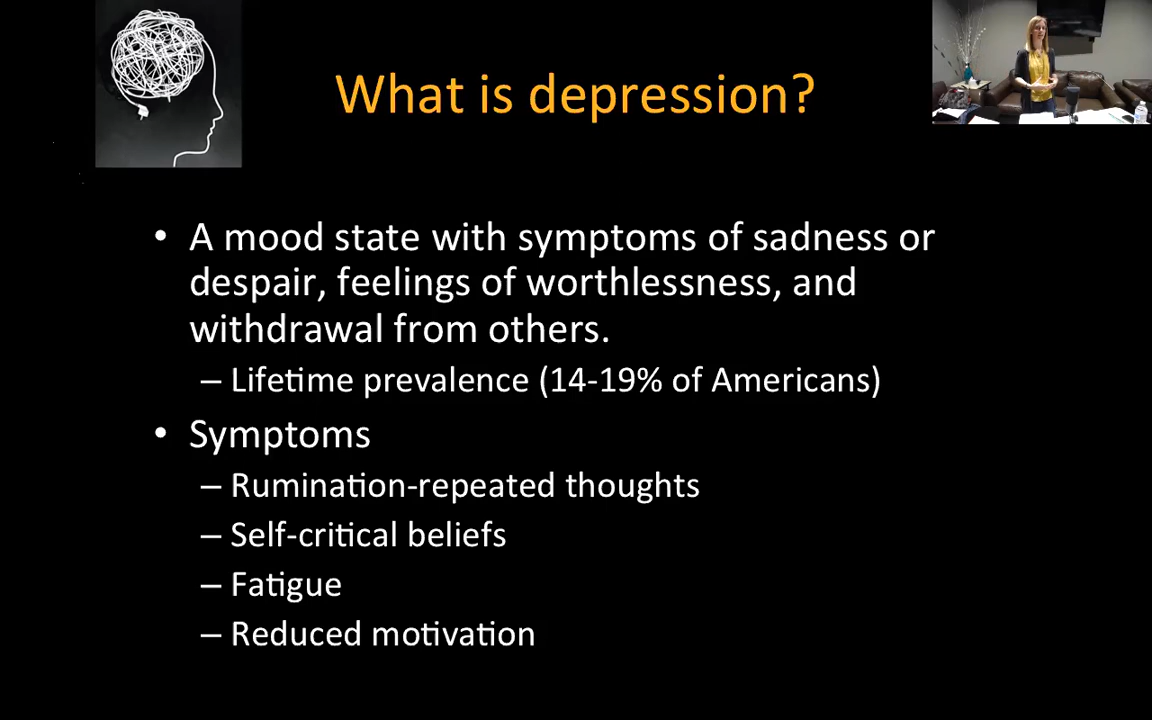 What is depression?
• A mood state with symptoms of sadness or
despair, feelings of worthlessness, and
withdrawal from others.
– Lifetime prevalence (14-19% of Americans)
• Symptoms
– Rumination-repeated thoughts
– Self-critical beliefs
– Fatigue
– Reduced motivation